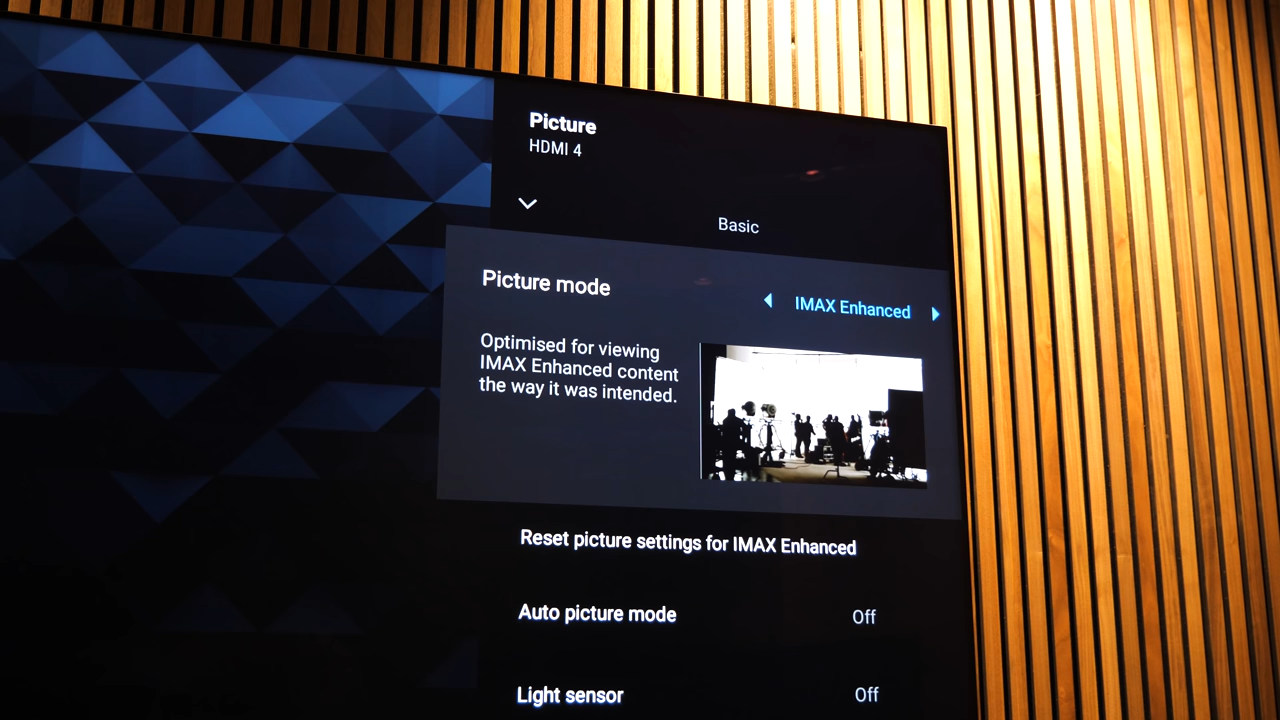 Picture
HDMI 4
Basic
Picture mode
IMAX Enhanced
Optimised for viewing
IMAX Enhanced content
the way it was intended.
Reset picture settings for IMAX Enhanced
Auto picture mode
Off
Light sensor
Off